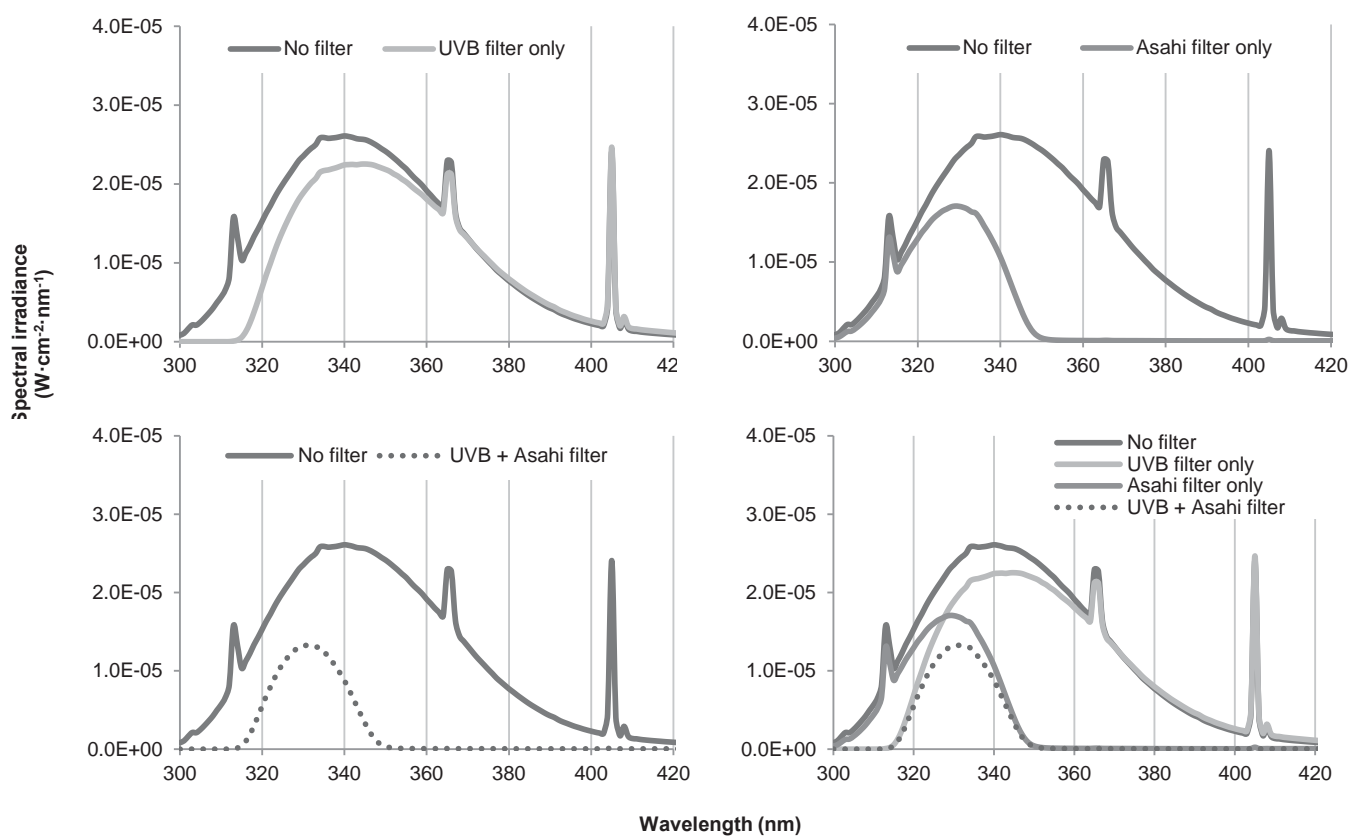 4.0E-05
No filter UVB filter only
3.0E-05
2.0E-05
1.0E-05
0.0E+00
300 320 340 360 380 400 420
4.0E-05
No filter Asahi filter only
3.0E-05
2.0E-05
1.0E-05
0.0E+00
300 320 340 360 380 400 420
Spectral irradiance
(W·cm-2·nm-1)
4.0E-05
No filter UVB + Asahi filter
3.0E-05
2.0E-05
1.0E-05
0.0E+00
300 320 340 360 380 400 420
4.0E-05
No filter
UVB filter only
Asahi filter only
UVB + Asahi filter
3.0E-05
2.0E-05
1.0E-05
0.0E+00
300 320 340 360 380 400 420
Wavelength (nm)